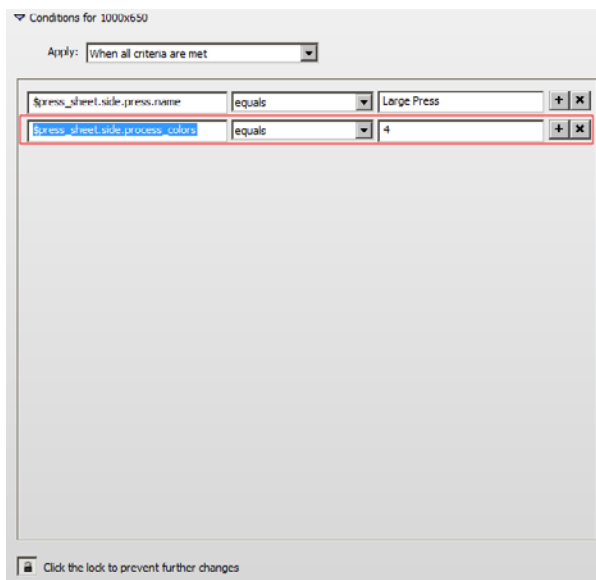 Conditions for 1000x650
Apply: When all criteria are met
$press_sheet.side.press.name equals Large Press + x
$press_sheet.side.process_colors equals 4 + x
Click the lock to prevent further changes